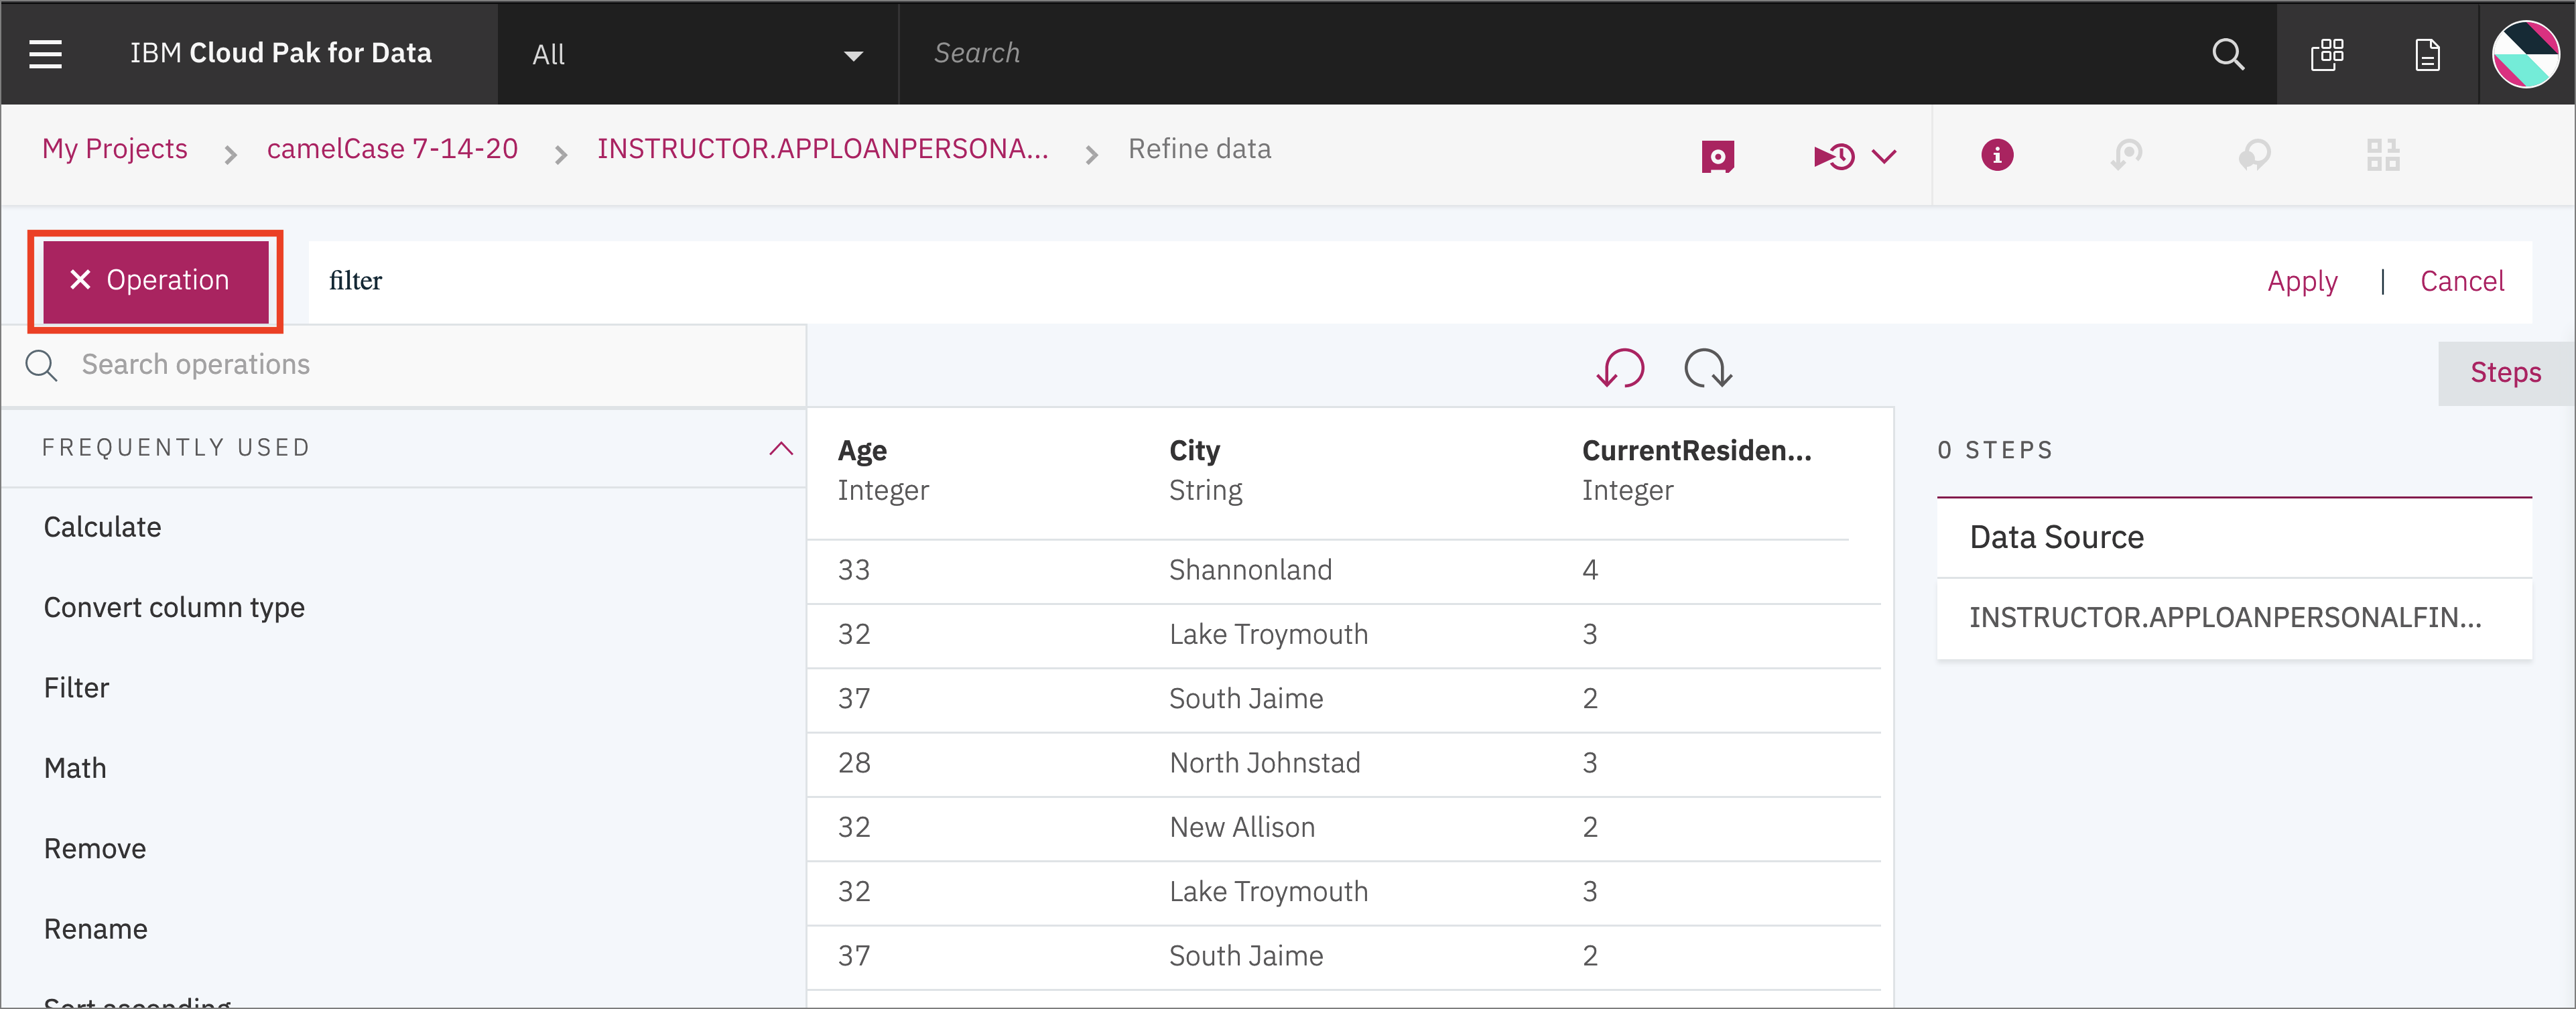 IBM Cloud Pak for Data
All
Search
My Projects
camelCase 7-14-20
INSTRUCTOR.APPLOANPERSONA...
Refine data
Operation
filter
Apply | Cancel
Search operations
Steps
FREQUENTLY USED
Calculate
Convert column type
Filter
Math
Remove
Rename
Sort ascending
Age City CurrentResiden...
Integer String Integer
33 Shannonland 4
32 Lake Troymouth 3
37 South Jaime 2
28 North Johnstad 3
32 New Allison 2
32 Lake Troymouth 3
37 South Jaime 2
0 STEPS
Data Source
INSTRUCTOR.APPLOANPERSONALFIN...